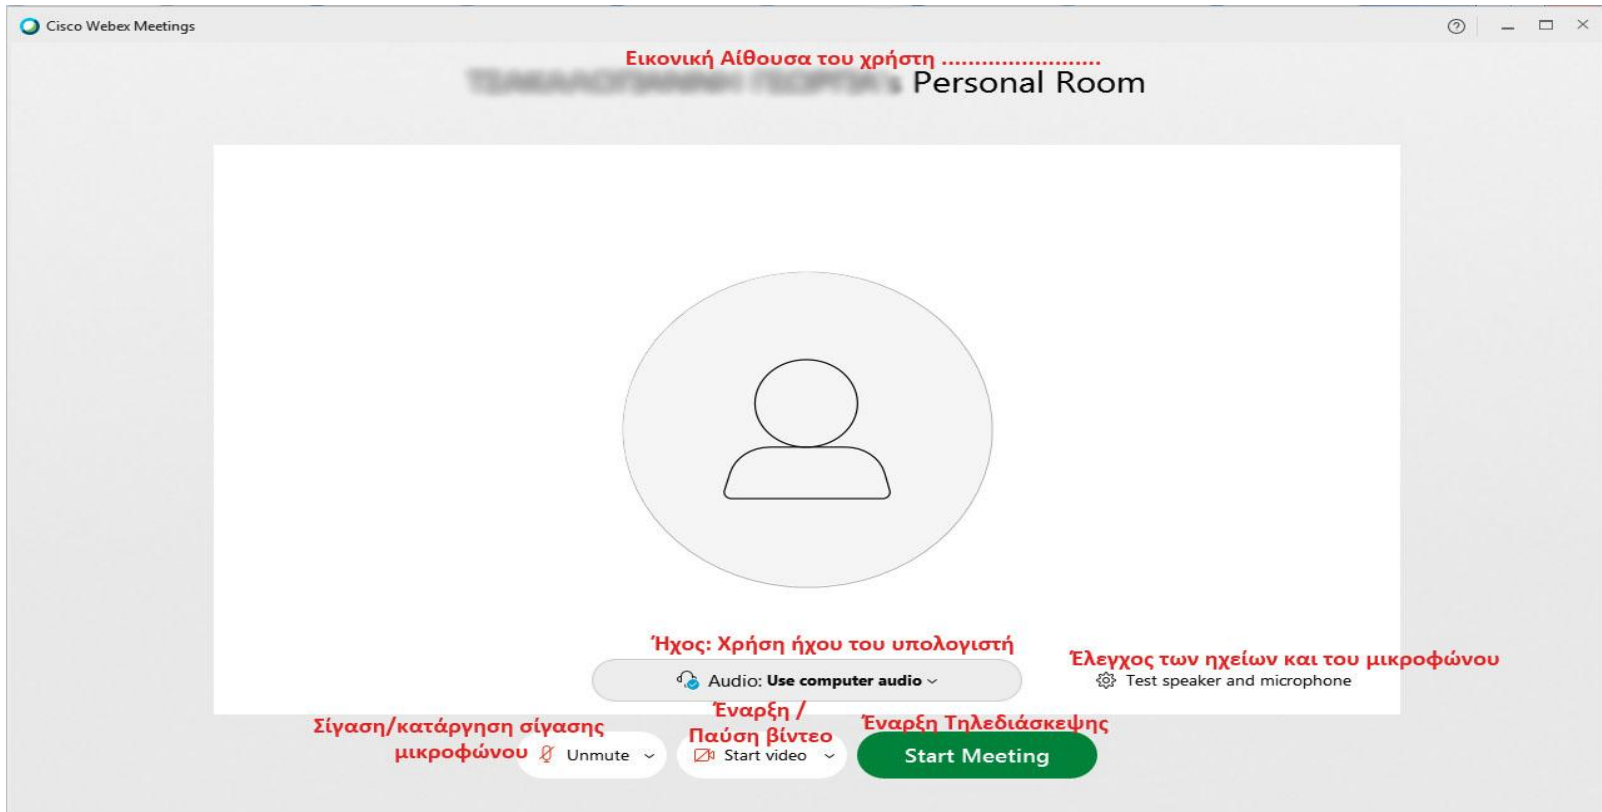 Cisco Webex Meetings
Εικονική Αίθουσα του χρήστη ........................
Personal Room
Ήχος: Χρήση ήχου του υπολογιστή
Audio: Use computer audio
Έλεγχος των ηχείων και του μικροφώνου
Test speaker and microphone
Σίγαση/κατάργηση σίγασης
μικροφώνου
Unmute
Έναρξη /
Παύση βίντεο
Start video
Έναρξη Τηλεδιάσκεψης
Start Meeting